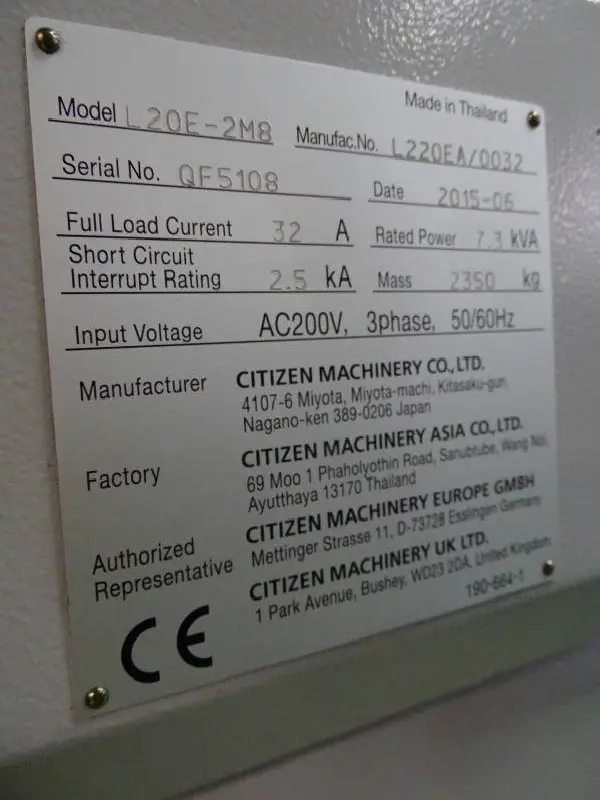 Made in Thailand
Model L20E-2M8 Manufac.No. L220EA/0032
Serial No. QF5108 Date 2015-06
Full Load Current 32 A Rated Power 7.3 kVA
Short Circuit
Interrupt Rating 2.5 kA Mass 2350 kg
Input Voltage AC200V, 3phase, 50/60Hz
Manufacturer CITIZEN MACHINERY CO., LTD.
4107-6 Miyota, Miyota-machi, Kitasaku-gun,
Nagano-ken 389-0206 Japan
Factory CITIZEN MACHINERY ASIA CO., LTD.
69 Moo 1 Phaholyothin Road, Sanubtube, Wang Noi,
Ayutthaya 13170 Thailand
Authorized
Representative
CITIZEN MACHINERY EUROPE GMBH
Mettinger Strasse 11, D-73728 Esslingen Germany
CITIZEN MACHINERY UK LTD.
1 Park Avenue, Bushey, WD23 2DA, United Kingdom
CE 190-664-1